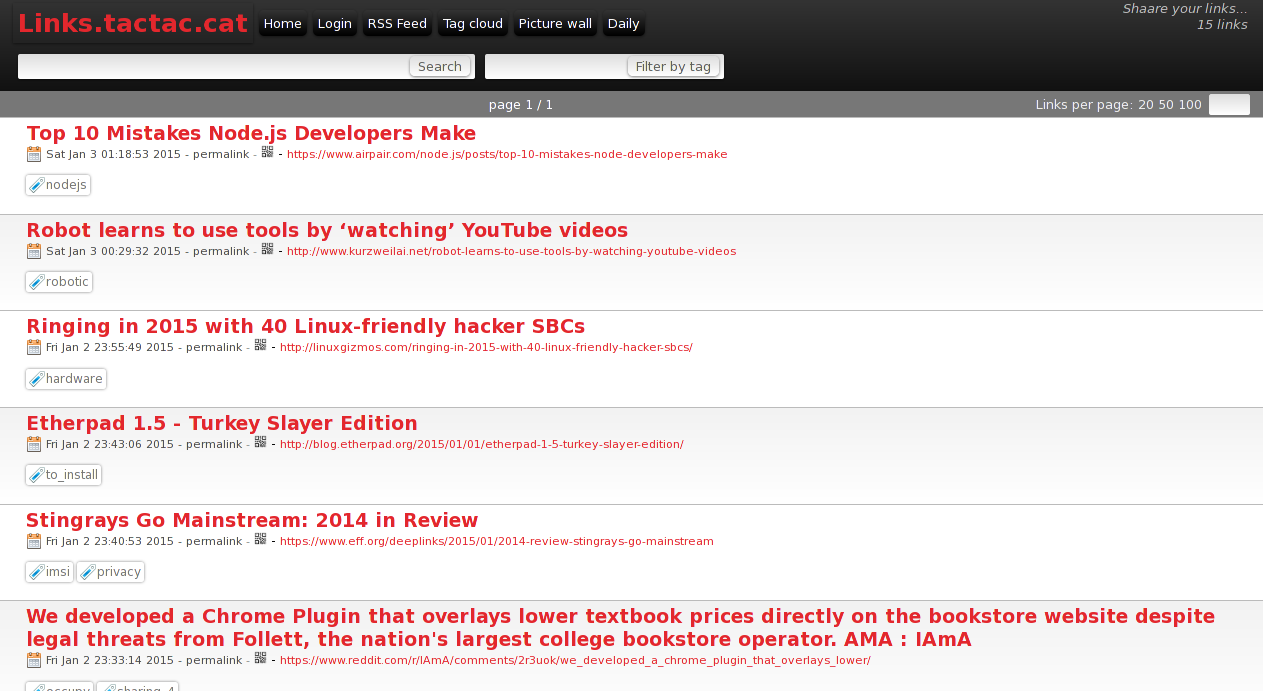 Links.tactac.cat Home Login RSS Feed Tag cloud Picture wall Daily
Shaare your links...
15 links
Search Filter by tag
page 1 / 1 Links per page: 20 50 100
Top 10 Mistakes Node.js Developers Make
Sat Jan 3 01:18:53 2015 - permalink - - https://www.airpair.com/node.js/posts/top-10-mistakes-node-developers-make
nodejs
Robot learns to use tools by ‘watching’ YouTube videos
Sat Jan 3 00:29:32 2015 - permalink - - http://www.kurzweilai.net/robot-learns-to-use-tools-by-watching-youtube-videos
robotic
Ringing in 2015 with 40 Linux-friendly hacker SBCs
Fri Jan 2 23:55:49 2015 - permalink - - http://linuxgizmos.com/ringing-in-2015-with-40-linux-friendly-hacker-sbcs/
hardware
Etherpad 1.5 - Turkey Slayer Edition
Fri Jan 2 23:43:06 2015 - permalink - - http://blog.etherpad.org/2015/01/01/etherpad-1-5-turkey-slayer-edition/
to_install
Stingrays Go Mainstream: 2014 in Review
Fri Jan 2 23:40:53 2015 - permalink - - https://www.eff.org/deeplinks/2015/01/2014-review-stingrays-go-mainstream
imsi privacy
We developed a Chrome Plugin that overlays lower textbook prices directly on the bookstore website despite
legal threats from Follett, the nation's largest college bookstore operator. AMA : IAmA
Fri Jan 2 23:33:14 2015 - permalink - - https://www.reddit.com/r/IAmA/comments/2r3uok/we_developed_a_chrome_plugin_that_overlays_lower/
occupy sharing_4